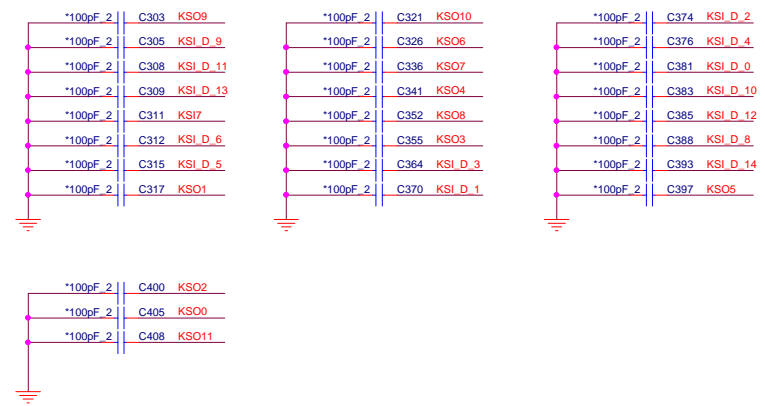 *100pF_2 C303 KSO9
*100pF_2 C305 KSI_D_9
*100pF_2 C308 KSI_D_11
*100pF_2 C309 KSI_D_13
*100pF_2 C311 KSI7
*100pF_2 C312 KSI_D_6
*100pF_2 C315 KSI_D_5
*100pF_2 C317 KSO1
*100pF_2 C321 KSO10
*100pF_2 C326 KSO6
*100pF_2 C336 KSO7
*100pF_2 C341 KSO4
*100pF_2 C352 KSO8
*100pF_2 C355 KSO3
*100pF_2 C364 KSI_D_3
*100pF_2 C370 KSI_D_1
*100pF_2 C374 KSI_D_2
*100pF_2 C376 KSI_D_4
*100pF_2 C381 KSI_D_0
*100pF_2 C383 KSI_D_10
*100pF_2 C385 KSI_D_12
*100pF_2 C388 KSI_D_8
*100pF_2 C393 KSI_D_14
*100pF_2 C397 KSO5
*100pF_2 C400 KSO2
*100pF_2 C405 KSO0
*100pF_2 C408 KSO11